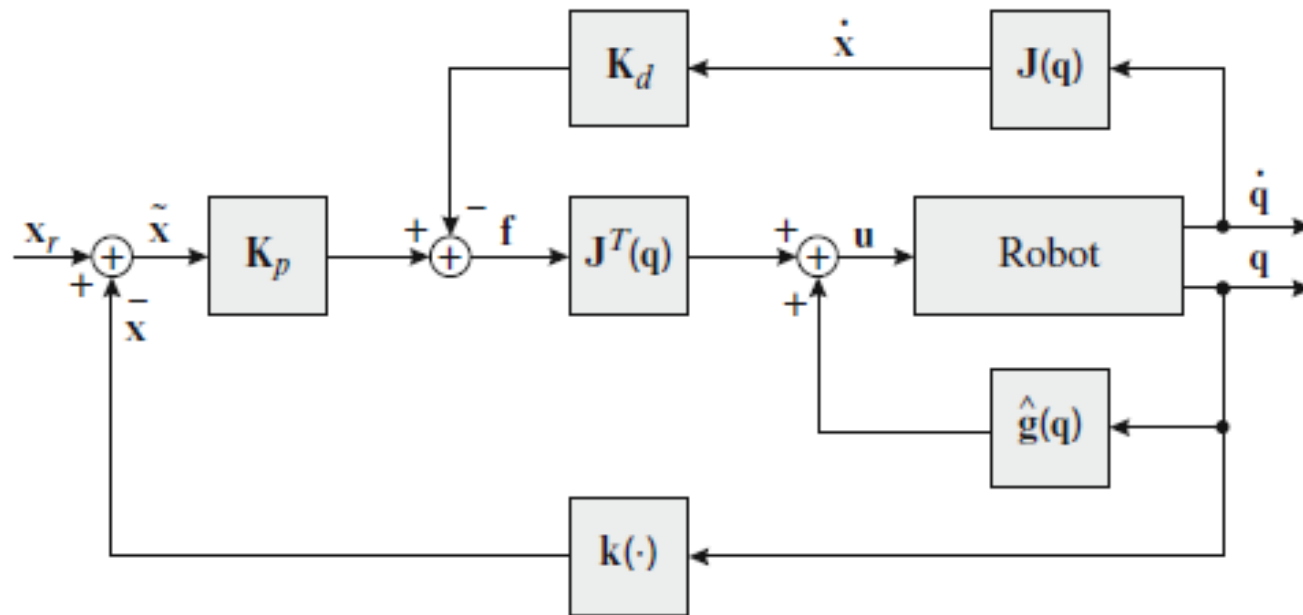 ẋ
K_d
J(q)
q̇
x_r
x̃
+
−
x
K_p
+
−
f
J^T(q)
+
+
u
Robot
q
ĝ(q)
k(·)
+
+
+